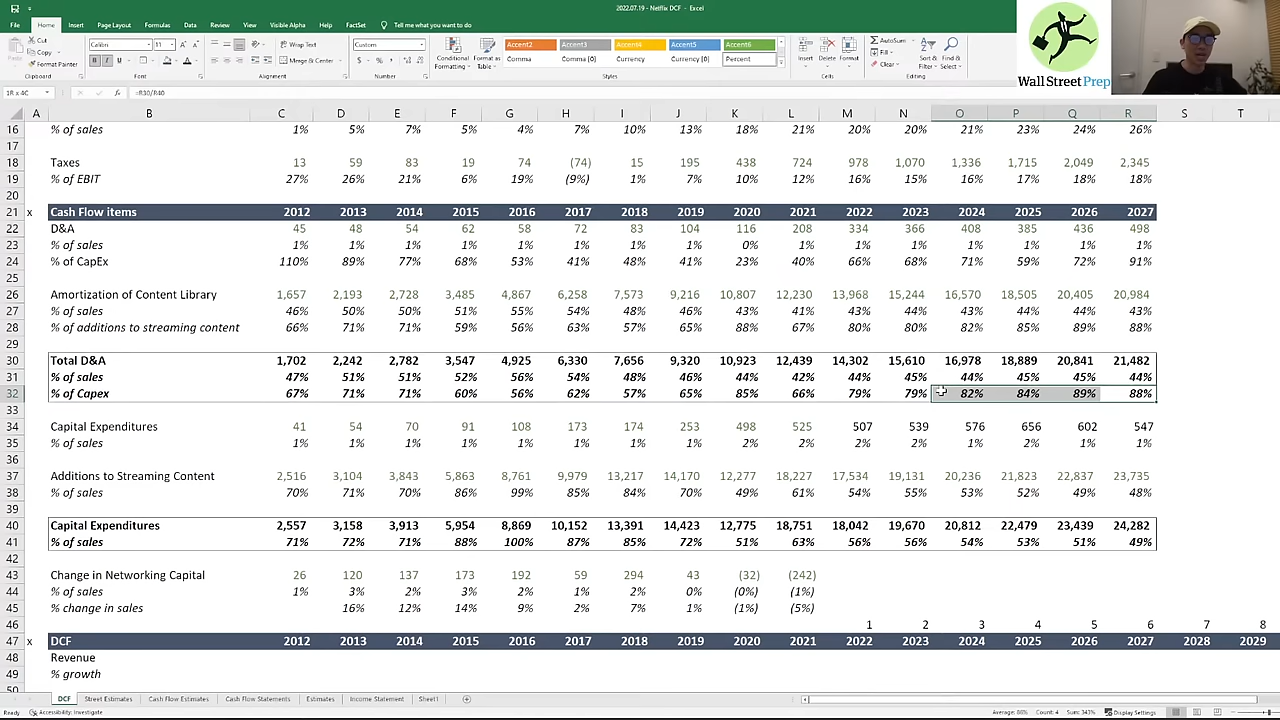 2022.07.19 - Netflix DCF - Excel
File Home Insert Page Layout Formulas Data Review View Visible Alpha Help FactSet Tell me what you want to do
Cut
Copy
Format Painter
Paste
Clipboard
Calibri 11
B I U
Font
Wrap Text
Merge & Center
Alignment
Custom
Number
Conditional Formatting
Format as Table
Accent2 Accent3 Accent4 Accent5 Accent6
Comma Comma [0] Currency Currency [0] Percent
Styles
Insert Delete Format
Cells
AutoSum
Fill
Clear
Sort & Filter
Find & Select
Editing
Wall Street Prep
1R x 4C =R30/R40
A B C D E F G H I J K L M N O P Q R S T
16 % of sales 1% 5% 7% 5% 4% 7% 10% 13% 18% 21% 20% 20% 21% 23% 24% 26%
17
18 Taxes 13 59 83 19 74 (74) 15 195 438 724 978 1,070 1,336 1,715 2,049 2,345
19 % of EBIT 27% 26% 21% 6% 19% (9%) 1% 7% 10% 12% 16% 15% 16% 17% 18% 18%
20
21 x Cash Flow items 2012 2013 2014 2015 2016 2017 2018 2019 2020 2021 2022 2023 2024 2025 2026 2027
22 D&A 45 48 54 62 58 72 83 104 116 208 334 366 408 385 436 498
23 % of sales 1% 1% 1% 1% 1% 1% 1% 1% 0% 1% 1% 1% 1% 1% 1% 1%
24 % of CapEx 110% 89% 77% 68% 53% 41% 48% 41% 23% 40% 66% 68% 71% 59% 72% 91%
25
26 Amortization of Content Library 1,657 2,193 2,728 3,485 4,867 6,258 7,573 9,216 10,807 12,230 13,968 15,244 16,570 18,505 20,405 20,984
27 % of sales 46% 50% 50% 51% 55% 54% 48% 46% 43% 41% 43% 44% 43% 44% 44% 43%
28 % of additions to streaming content 66% 71% 71% 59% 56% 63% 57% 65% 88% 67% 80% 80% 82% 85% 89% 88%
29
30 Total D&A 1,702 2,242 2,782 3,547 4,925 6,330 7,656 9,320 10,923 12,439 14,302 15,610 16,978 18,889 20,841 21,482
31 % of sales 47% 51% 51% 52% 56% 54% 48% 46% 44% 42% 44% 45% 44% 45% 45% 44%
32 % of Capex 67% 71% 71% 60% 56% 62% 57% 65% 85% 66% 79% 79% 82% 84% 89% 88%
33
34 Capital Expenditures 41 54 70 91 108 173 174 253 498 525 507 539 576 656 602 547
35 % of sales 1% 1% 1% 1% 1% 1% 1% 1% 2% 2% 2% 2% 1% 2% 1% 1%
36
37 Additions to Streaming Content 2,516 3,104 3,843 5,863 8,761 9,979 13,217 14,170 12,277 18,227 17,534 19,131 20,236 21,823 22,837 23,735
38 % of sales 70% 71% 70% 86% 99% 85% 84% 70% 49% 61% 54% 55% 53% 52% 49% 48%
39
40 Capital Expenditures 2,557 3,158 3,913 5,954 8,869 10,152 13,391 14,423 12,775 18,751 18,042 19,670 20,812 22,479 23,439 24,282
41 % of sales 71% 72% 71% 88% 100% 87% 85% 72% 51% 63% 56% 56% 54% 53% 51% 49%
42
43 Change in Networking Capital 26 120 137 173 192 59 294 43 (32) (242)
44 % of sales 1% 3% 2% 3% 2% 1% 2% 0% (0%) (1%)
45 % change in sales 16% 12% 14% 9% 2% 7% 1% (1%) (5%)
46 1 2 3 4 5 6 7 8
47 x DCF 2012 2013 2014 2015 2016 2017 2018 2019 2020 2021 2022 2023 2024 2025 2026 2027 2028 2029
48 Revenue
49 % growth
50
DCF Street Estimates Cash Flow Estimates Cash Flow Statements Estimates Income Statement Sheet1
Ready Accessibility: Investigate Average: 86% Count: 4 Sum: 343% Display Settings